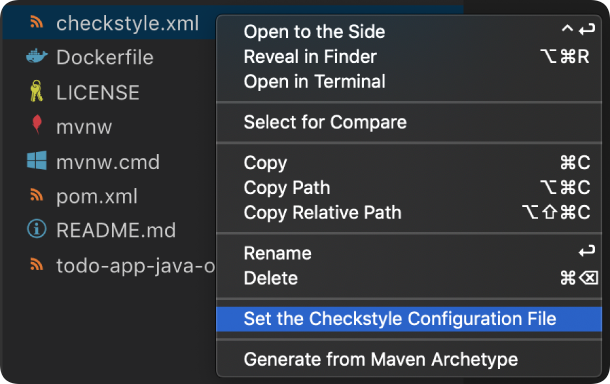 checkstyle.xml
Dockerfile
LICENSE
mvnw
mvnw.cmd
pom.xml
README.md
todo-app-java-o
Open to the Side ^↩
Reveal in Finder ⌥⌘R
Open in Terminal
Select for Compare
Copy ⌘C
Copy Path ⌥⌘C
Copy Relative Path ⌥⇧⌘C
Rename ↩
Delete ⌘⌫
Set the Checkstyle Configuration File
Generate from Maven Archetype